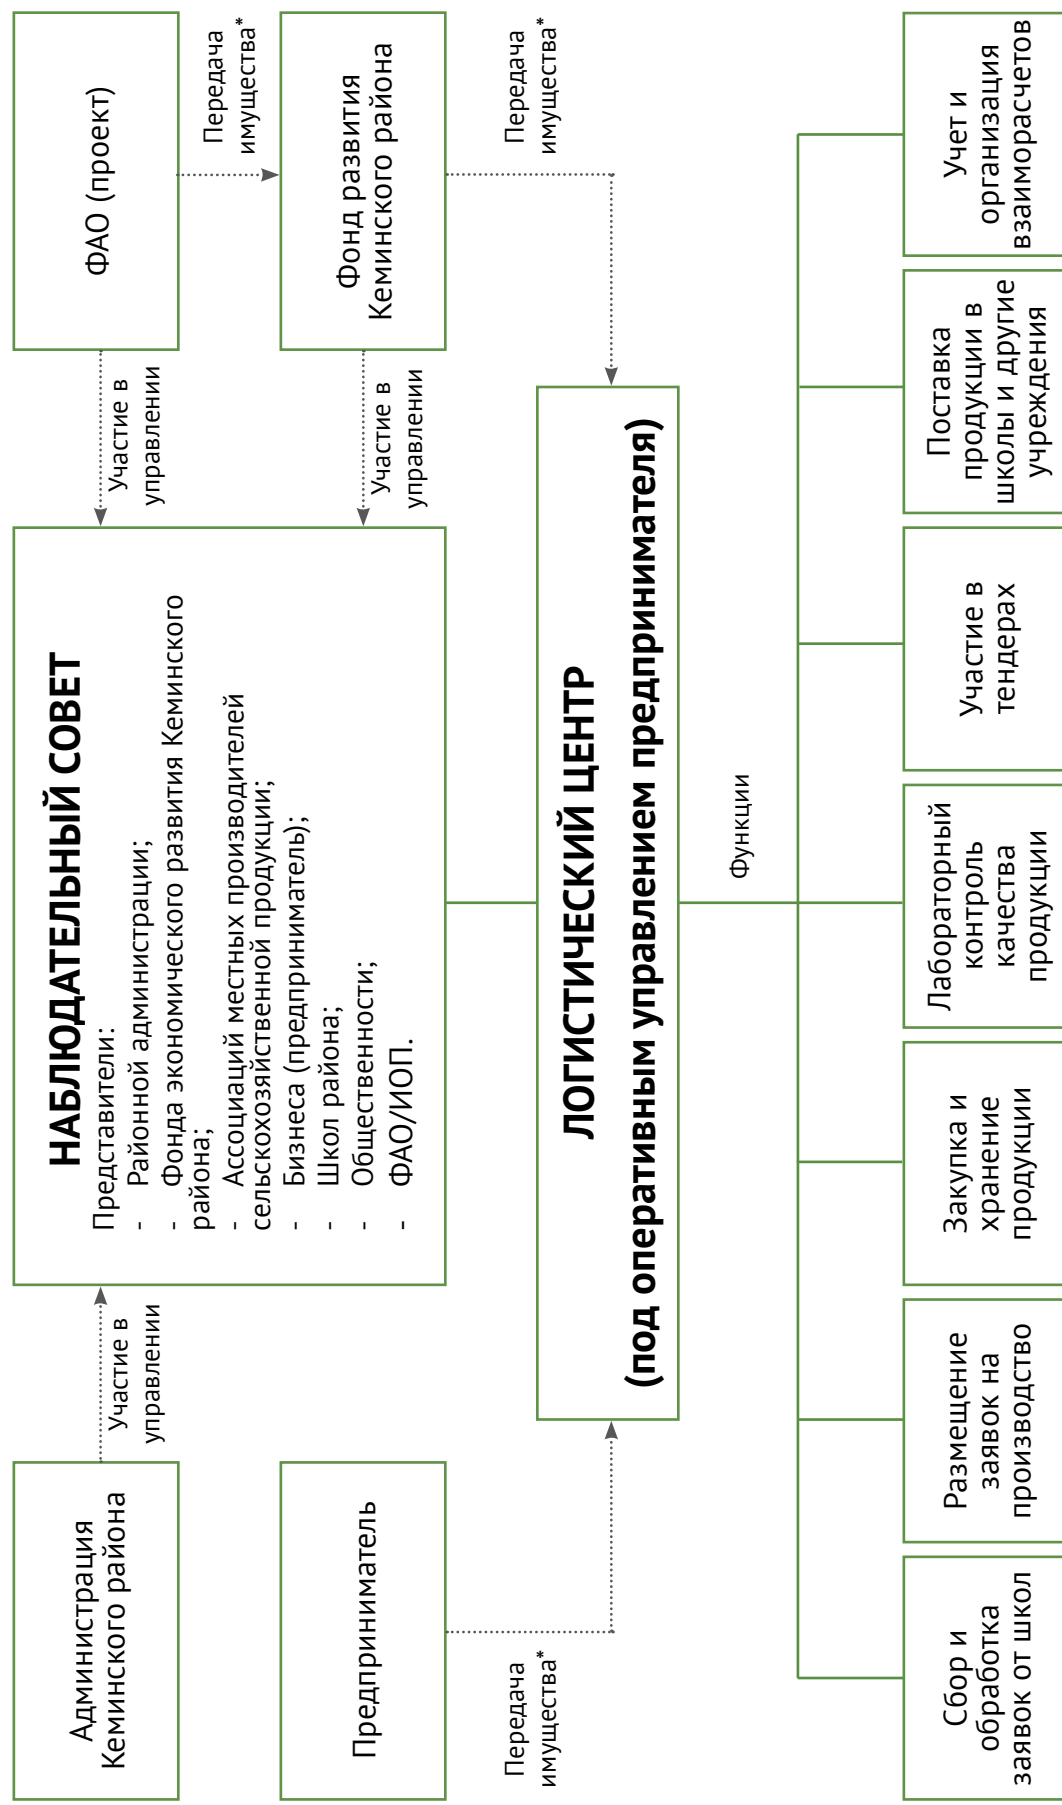 Администрация
Кеминского района
Участие в
управлении
НАБЛЮДАТЕЛЬНЫЙ СОВЕТ
Представители:
- Районной администрации;
- Фонда экономического развития Кеминского
района;
- Ассоциаций местных производителей
сельскохозяйственной продукции;
- Бизнеса (предприниматель);
- Школ района;
- Общественности;
- ФАО/ИОП.
Участие в
управлении
ФАО (проект)
Передача
имущества*
Предприниматель
Участие в
управлении
Фонд развития
Кеминского района
Передача
имущества*
Передача
имущества*
ЛОГИСТИЧЕСКИЙ ЦЕНТР
(под оперативным управлением предпринимателя)
Функции
Сбор и
обработка
заявок от школ
Размещение
заявок на
производство
Закупка и
хранение
продукции
Лабораторный
контроль
качества
продукции
Участие в
тендерах
Поставка
продукции в
школы и другие
учреждения
Учет и
организация
взаиморасчетов